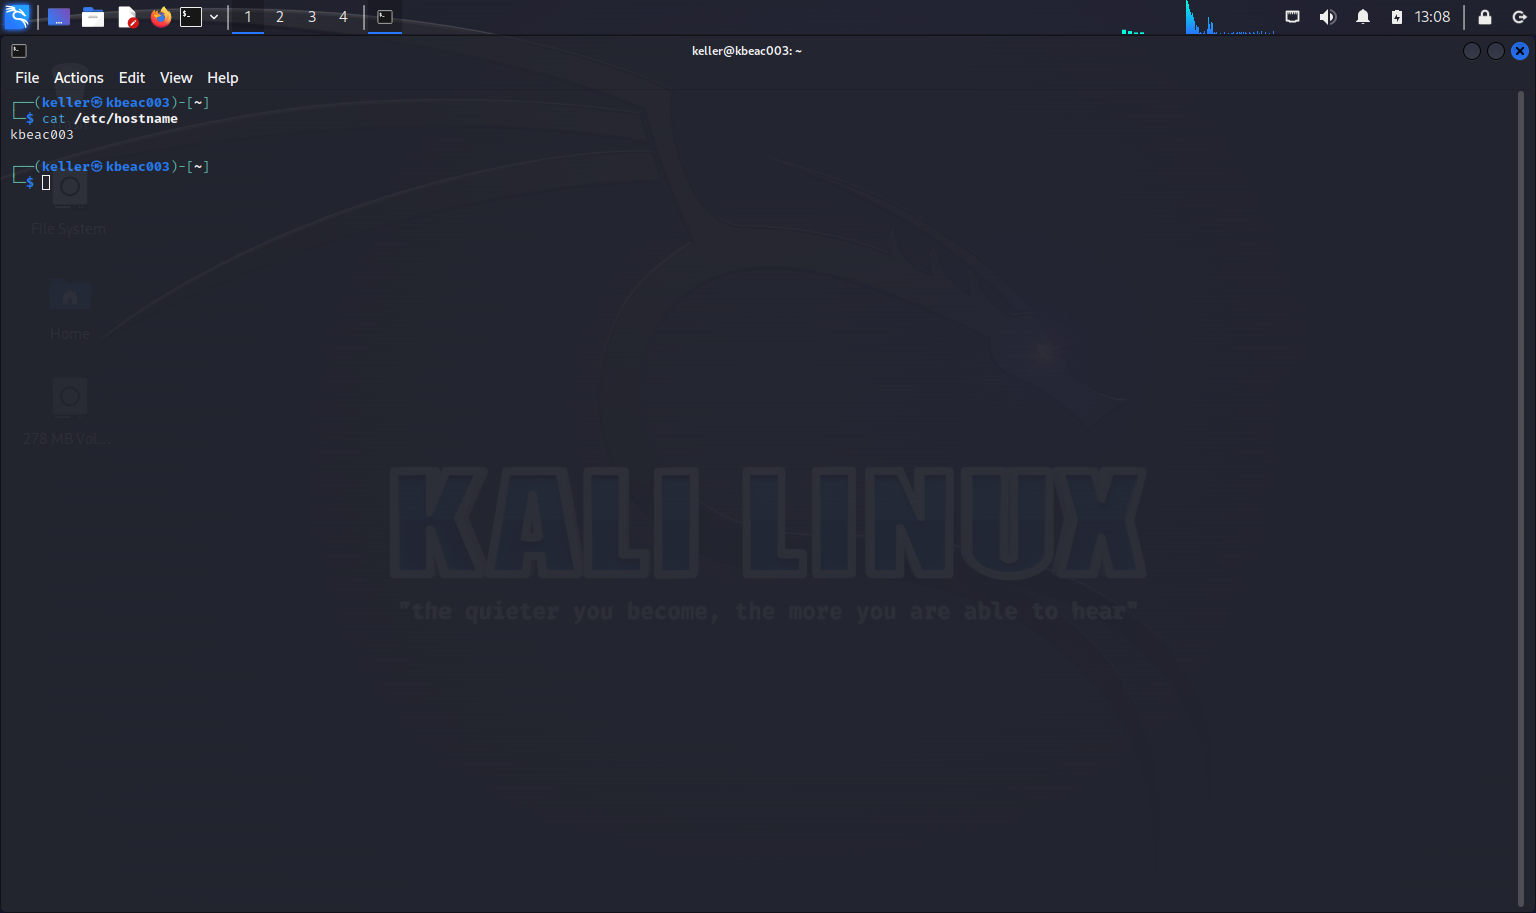 1 2 3 4 13:08
keller@kbeac003: ~
File Actions Edit View Help
┌──(keller㉿kbeac003)-[~]
└─$ cat /etc/hostname
kbeac003
┌──(keller㉿kbeac003)-[~]
└─$
File System
Home
278 MB Vol...
KALI LINUX
"the quieter you become, the more you are able to hear"